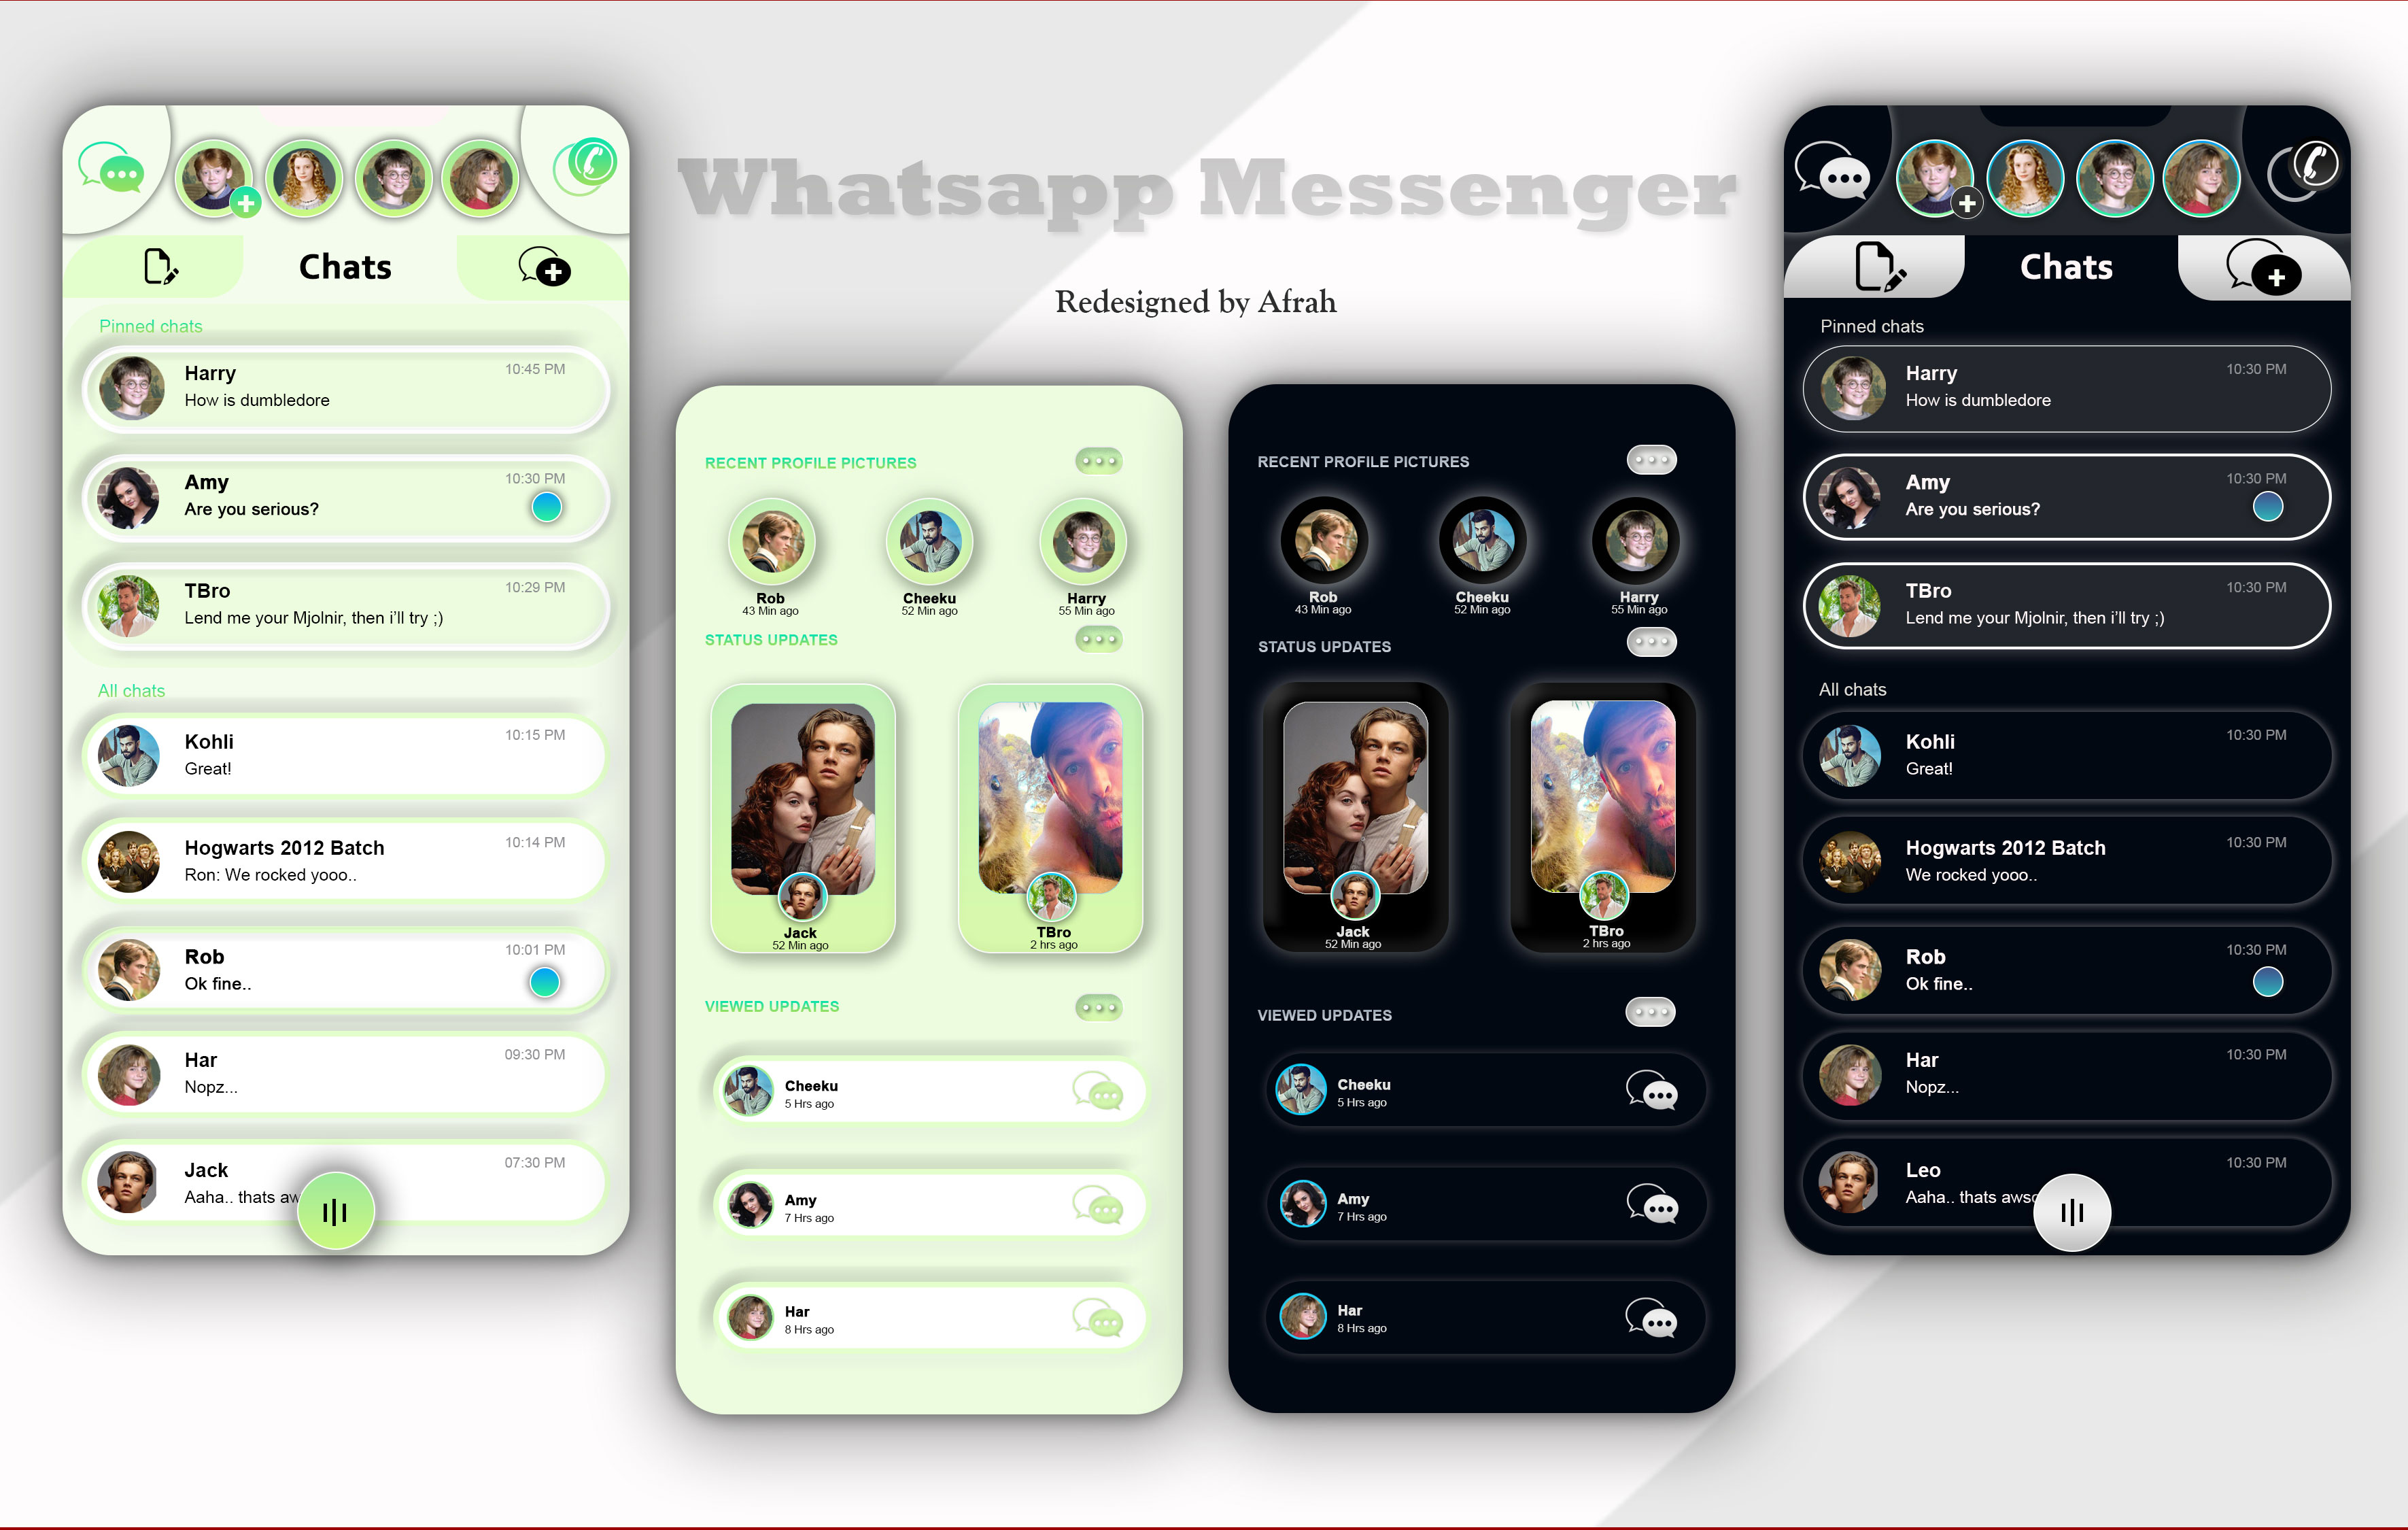 Whatsapp Messenger
Redesigned by Afrah
Chats
Pinned chats
Harry
10:45 PM
How is dumbledore
Amy
10:30 PM
Are you serious?
TBro
10:29 PM
Lend me your Mjolnir, then i'll try ;)
All chats
Kohli
10:15 PM
Great!
Hogwarts 2012 Batch
10:14 PM
Ron: We rocked yooo..
Rob
10:01 PM
Ok fine..
Har
09:30 PM
Nopz...
Jack
07:30 PM
Aaha.. thats aw
RECENT PROFILE PICTURES
Rob
43 Min ago
Cheeku
52 Min ago
Harry
55 Min ago
STATUS UPDATES
Jack
52 Min ago
TBro
2 hrs ago
VIEWED UPDATES
Cheeku
5 Hrs ago
Amy
7 Hrs ago
Har
8 Hrs ago
RECENT PROFILE PICTURES
Rob
43 Min ago
Cheeku
52 Min ago
Harry
55 Min ago
STATUS UPDATES
Jack
52 Min ago
TBro
2 hrs ago
VIEWED UPDATES
Cheeku
5 Hrs ago
Amy
7 Hrs ago
Har
8 Hrs ago
Chats
Pinned chats
Harry
10:30 PM
How is dumbledore
Amy
10:30 PM
Are you serious?
TBro
10:30 PM
Lend me your Mjolnir, then i'll try ;)
All chats
Kohli
10:30 PM
Great!
Hogwarts 2012 Batch
10:30 PM
We rocked yooo..
Rob
10:30 PM
Ok fine..
Har
10:30 PM
Nopz...
Leo
10:30 PM
Aaha.. thats awso